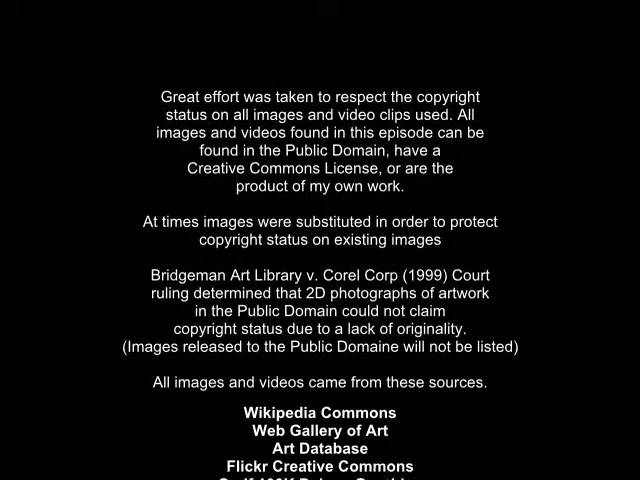 Great effort was taken to respect the copyright
status on all images and video clips used. All
images and videos found in this episode can be
found in the Public Domain, have a
Creative Commons License, or are the
product of my own work.
At times images were substituted in order to protect
copyright status on existing images
Bridgeman Art Library v. Corel Corp (1999) Court
ruling determined that 2D photographs of artwork
in the Public Domain could not claim
copyright status due to a lack of originality.
(Images released to the Public Domaine will not be listed)
All images and videos came from these sources.
Wikipedia Commons
Web Gallery of Art
Art Database
Flickr Creative Commons